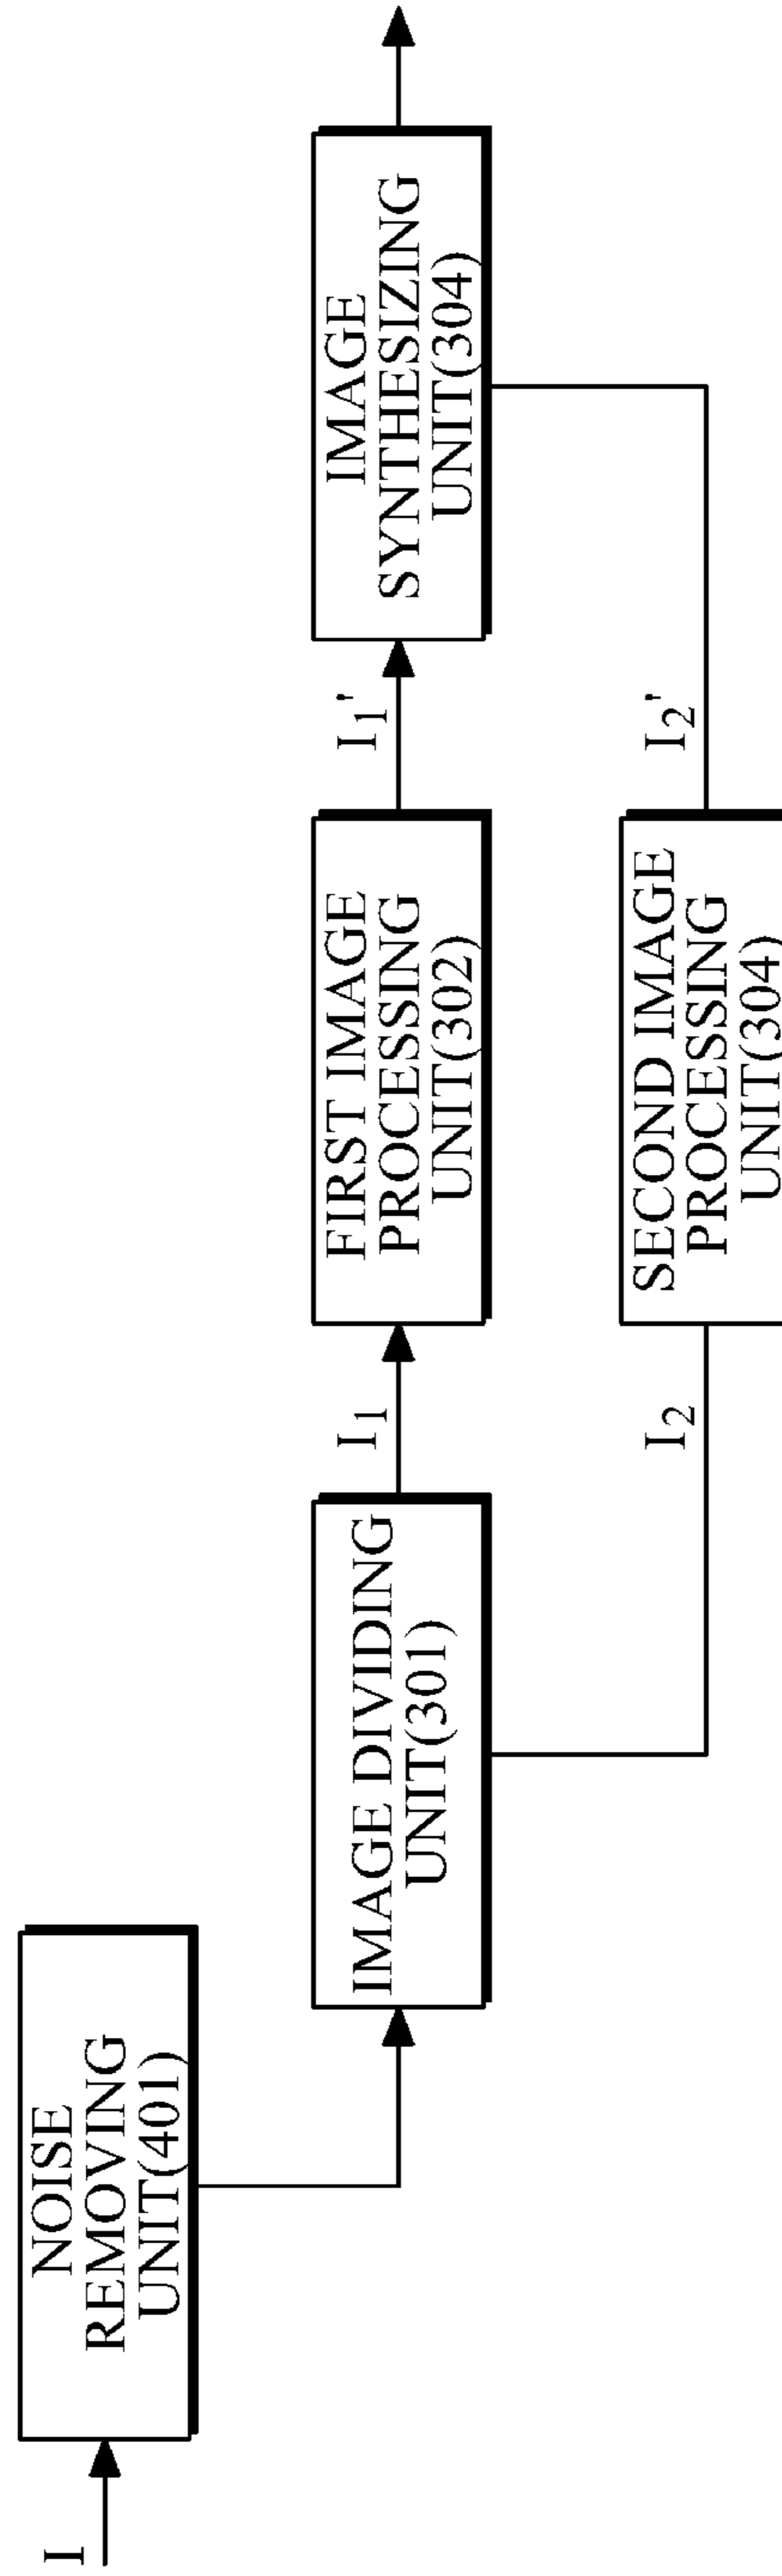 I
NOISE
REMOVING
UNIT(401)
IMAGE DIVIDING
UNIT(301)
I₁
FIRST IMAGE
PROCESSING
UNIT(302)
I₁'
IMAGE
SYNTHESIZING
UNIT(304)
I₂
SECOND IMAGE
PROCESSING
UNIT(304)
I₂'